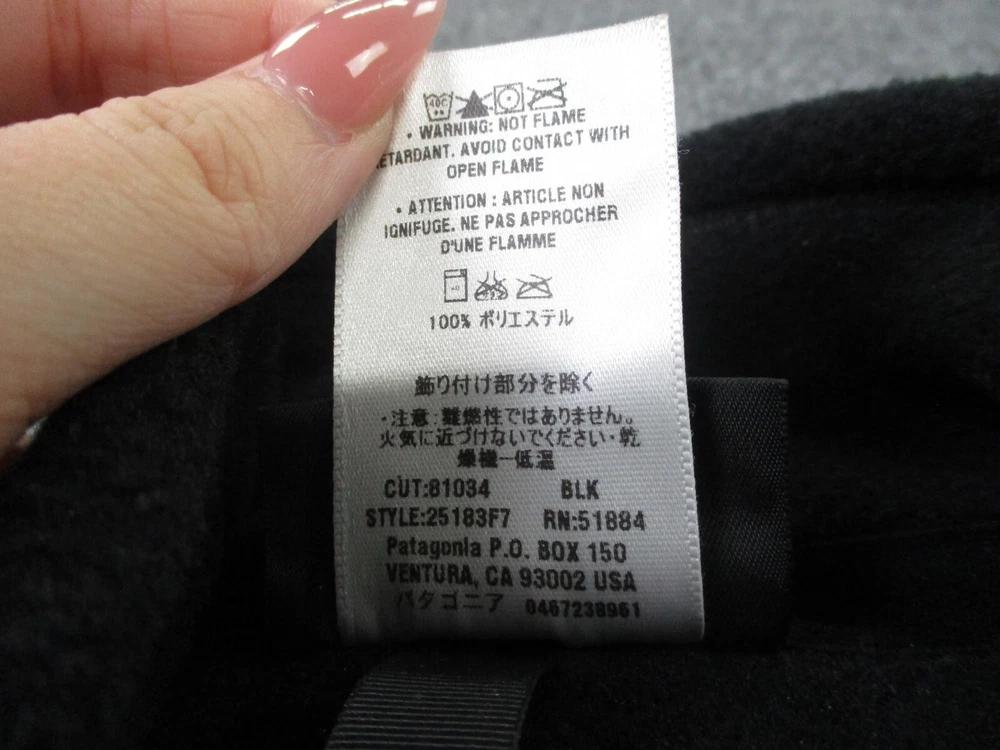 40C
• WARNING: NOT FLAME
ETARDANT. AVOID CONTACT WITH
OPEN FLAME
• ATTENTION : ARTICLE NON
IGNIFUGE. NE PAS APPROCHER
D'UNE FLAMME
100% ポリエステル
飾り付け部分を除く
・注意:難燃性ではありません。
火気に近づけないでください・乾
燥機ー低温
CUT:81034 BLK
STYLE:25183F7 RN:51884
Patagonia P.O. BOX 150
VENTURA, CA 93002 USA
パタゴニア 0467238961